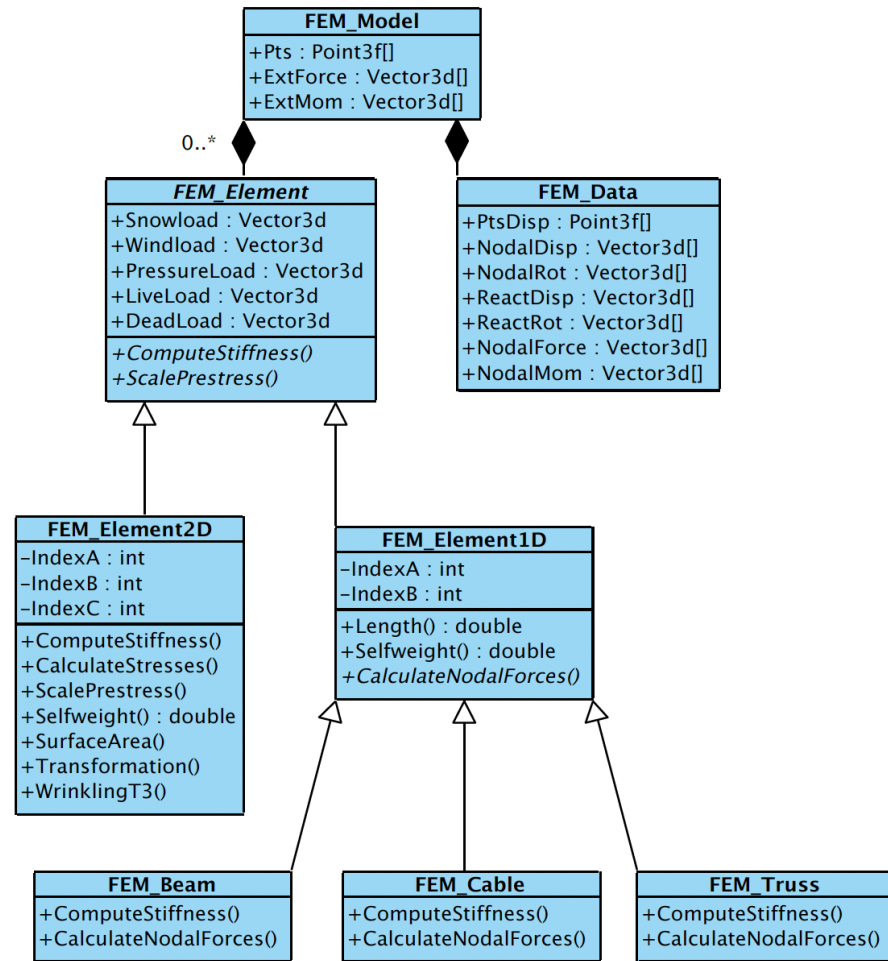 FEM_Model
+Pts : Point3f[]
+ExtForce : Vector3d[]
+ExtMom : Vector3d[]
0..*
FEM_Element
+Snowload : Vector3d
+Windload : Vector3d
+PressureLoad : Vector3d
+LiveLoad : Vector3d
+DeadLoad : Vector3d
+ComputeStiffness()
+ScalePrestress()
FEM_Data
+PtsDisp : Point3f[]
+NodalDisp : Vector3d[]
+NodalRot : Vector3d[]
+ReactDisp : Vector3d[]
+ReactRot : Vector3d[]
+NodalForce : Vector3d[]
+NodalMom : Vector3d[]
FEM_Element2D
-IndexA : int
-IndexB : int
-IndexC : int
+ComputeStiffness()
+CalculateStresses()
+ScalePrestress()
+Selfweight() : double
+SurfaceArea()
+Transformation()
+WrinklingT3()
FEM_Element1D
-IndexA : int
-IndexB : int
+Length() : double
+Selfweight() : double
+CalculateNodalForces()
FEM_Beam
+ComputeStiffness()
+CalculateNodalForces()
FEM_Cable
+ComputeStiffness()
+CalculateNodalForces()
FEM_Truss
+ComputeStiffness()
+CalculateNodalForces()